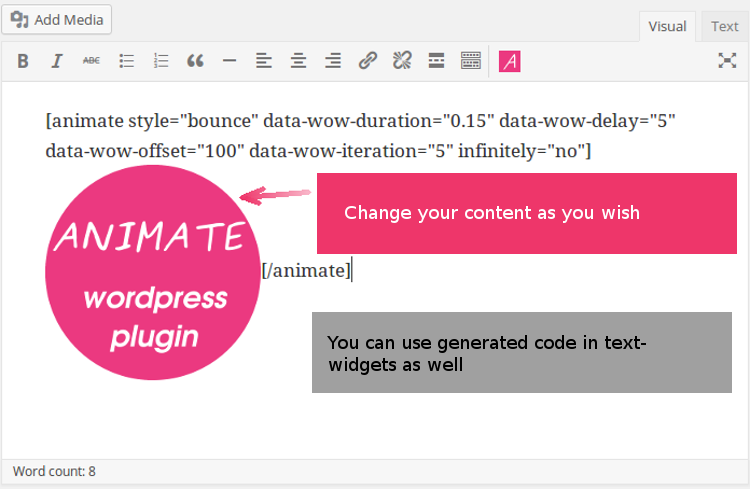 Add Media
Visual
Text
B I ABC A
[animate style="bounce" data-wow-duration="0.15" data-wow-delay="5"
data-wow-offset="100" data-wow-iteration="5" infinitely="no"]
ANIMATE
wordpress
plugin
[/animate]
Change your content as you wish
You can use generated code in text-
widgets as well
Word count: 8